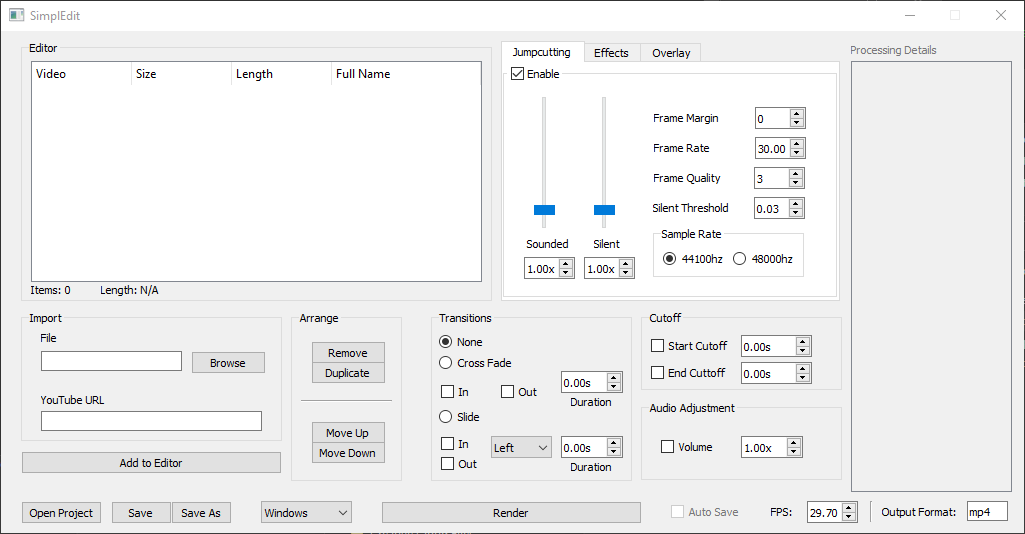 SimplEdit
Editor
Video Size Length Full Name
Items: 0 Length: N/A
Jumpcutting Effects Overlay
Enable
Sounded Silent
1.00x 1.00x
Frame Margin 0
Frame Rate 30.00
Frame Quality 3
Silent Threshold 0.03
Sample Rate
44100hz 48000hz
Processing Details
Import
File
Browse
YouTube URL
Add to Editor
Arrange
Remove
Duplicate
Move Up
Move Down
Transitions
None
Cross Fade
In Out 0.00s
Duration
Slide
In Left 0.00s
Out Duration
Cutoff
Start Cutoff 0.00s
End Cuttoff 0.00s
Audio Adjustment
Volume 1.00x
Open Project Save Save As Windows Render Auto Save FPS: 29.70 Output Format: mp4